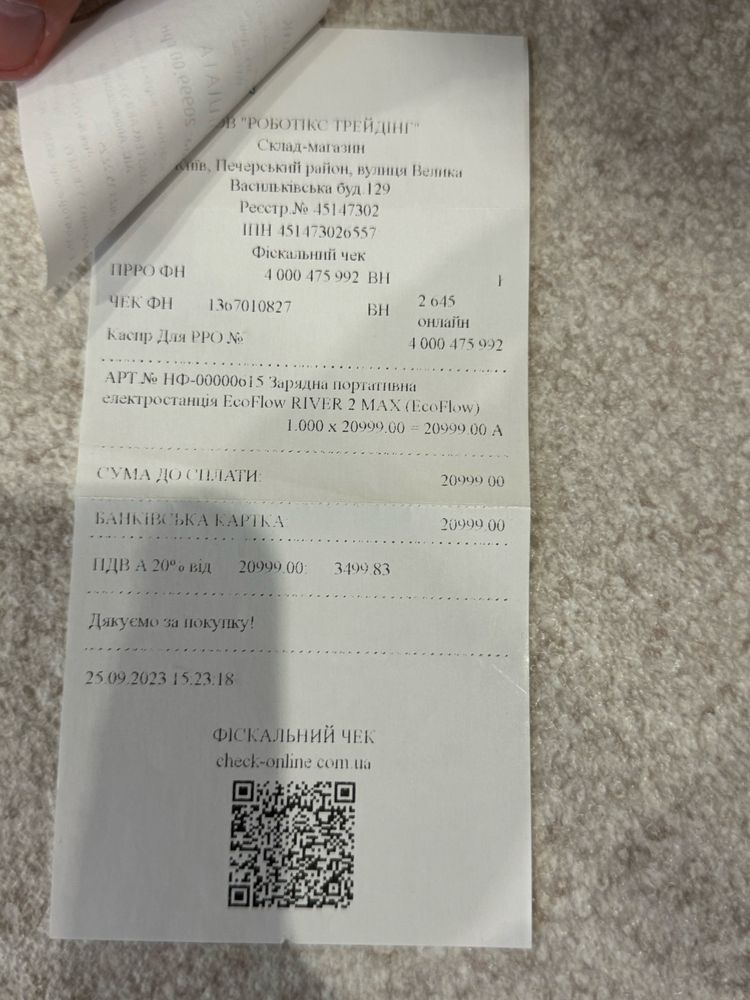 "РОБОТІКС ТРЕЙДІНГ"
Склад-магазин
Печерський район, вулиця Велика
Васильківська буд.129
Реєстр.№ 45147302
ІПН 451473026557
Фіскальний чек
ПРРО ФН 4 000 475 992 ВН
ЧЕК ФН 1367010827 ВН 2 645
онлайн
Касир Для РРО № 4 000 475 992
АРТ.№ НФ-00000615 Зарядна портативна
електростанція EcoFlow RIVER 2 MAX (EcoFlow)
1.000 x 20999.00 = 20999.00 А
СУМА ДО СПЛАТИ: 20999.00
БАНКІВСЬКА КАРТКА 20999.00
ПДВ А 20% від 20999.00: 3499.83
Дякуємо за покупку!
25.09.2023 15:23:18
ФІСКАЛЬНИЙ ЧЕК
check-online.com.ua